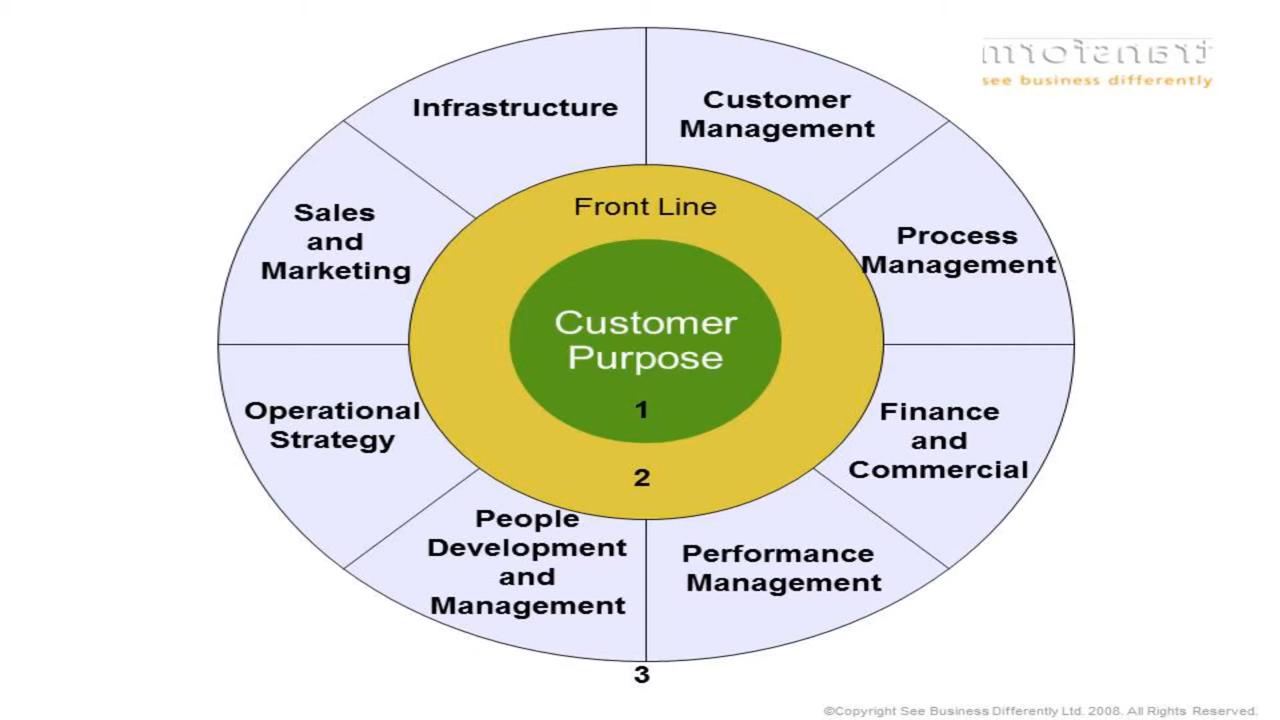 transform
see business differently
Infrastructure
Customer
Management
Process
Management
Finance
and
Commercial
Performance
Management
People
Development
and
Management
Operational
Strategy
Sales
and
Marketing
Front Line
Customer
Purpose
1
2
3
©Copyright See Business Differently Ltd. 2008. All Rights Reserved.